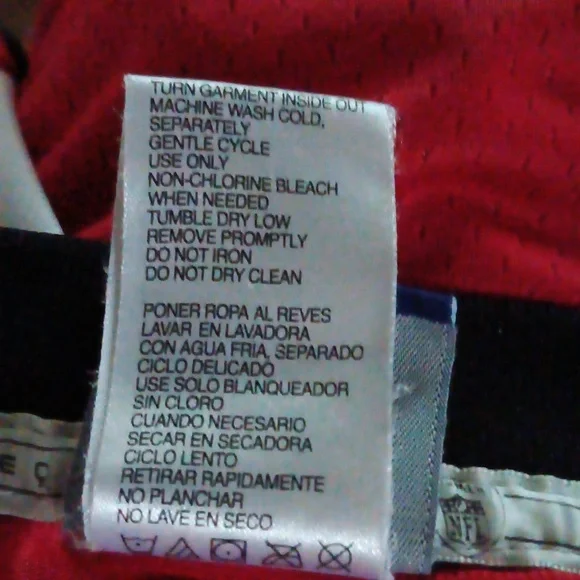 TURN GARMENT INSIDE OUT
MACHINE WASH COLD,
SEPARATELY
GENTLE CYCLE
USE ONLY
NON-CHLORINE BLEACH
WHEN NEEDED
TUMBLE DRY LOW
REMOVE PROMPTLY
DO NOT IRON
DO NOT DRY CLEAN
PONER ROPA AL REVES
LAVAR EN LAVADORA
CON AGUA FRIA, SEPARADO
CICLO DELICADO
USE SOLO BLANQUEADOR
SIN CLORO
CUANDO NECESARIO
SECAR EN SECADORA
CICLO LENTO
RETIRAR RAPIDAMENTE
NO PLANCHAR
NO LAVE EN SECO
NFL